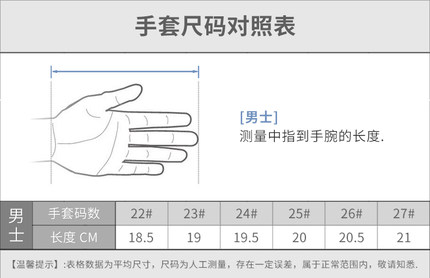 手套尺码对照表
[男士]
测量中指到手腕的长度.
男士
手套码数 22# 23# 24# 25# 26# 27#
长度 CM 18.5 19 19.5 20 20.5 21
【温馨提示】:表格数据为平均尺寸，尺码为人工测量，存在一定误差，属于正常范围内，敬请知悉.